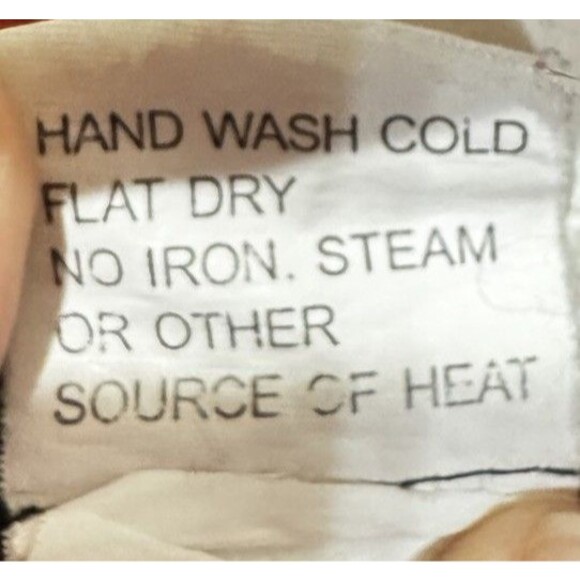 HAND WASH COLD
FLAT DRY
NO IRON. STEAM
OR OTHER
SOURCE OF HEAT